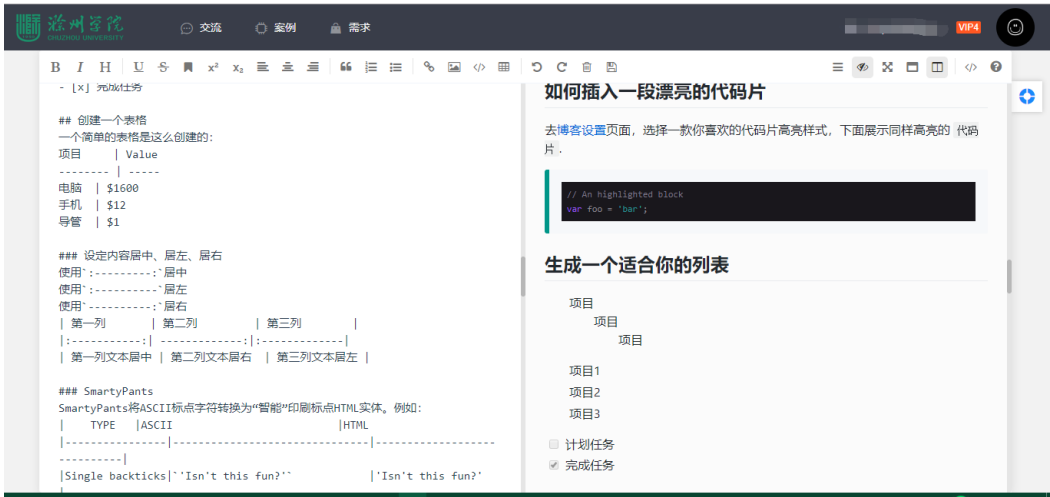 滁州学院
CHUZHOU UNIVERSITY
交流
案例
需求
VIP4
B I H U S x² x₂
- [x] 完成任务
## 创建一个表格
一个简单的表格是这么创建的:
项目     | Value
-------- | -----
电脑  | $1600
手机  | $12
导管  | $1
### 设定内容居中、居左、居右
使用`:---------:`居中
使用`:----------`居左
使用`----------:`居右
| 第一列       | 第二列         | 第三列        |
|:-----------:| -------------:|:-------------|
| 第一列文本居中 | 第二列文本居右  | 第三列文本居左 |
### SmartyPants
SmartyPants将ASCII标点字符转换为“智能”印刷标点HTML实体。例如:
|    TYPE   |ASCII                          |HTML
|----------------|-------------------------------|-------------------
----------|
|Single backticks|`'Isn't this fun?'`            |'Isn't this fun?'
|
如何插入一段漂亮的代码片
去博客设置页面，选择一款你喜欢的代码片高亮样式，下面展示同样高亮的 代码
片 .
// An highlighted block
var foo = 'bar';
生成一个适合你的列表
项目
项目
项目
项目1
项目2
项目3
计划任务
完成任务